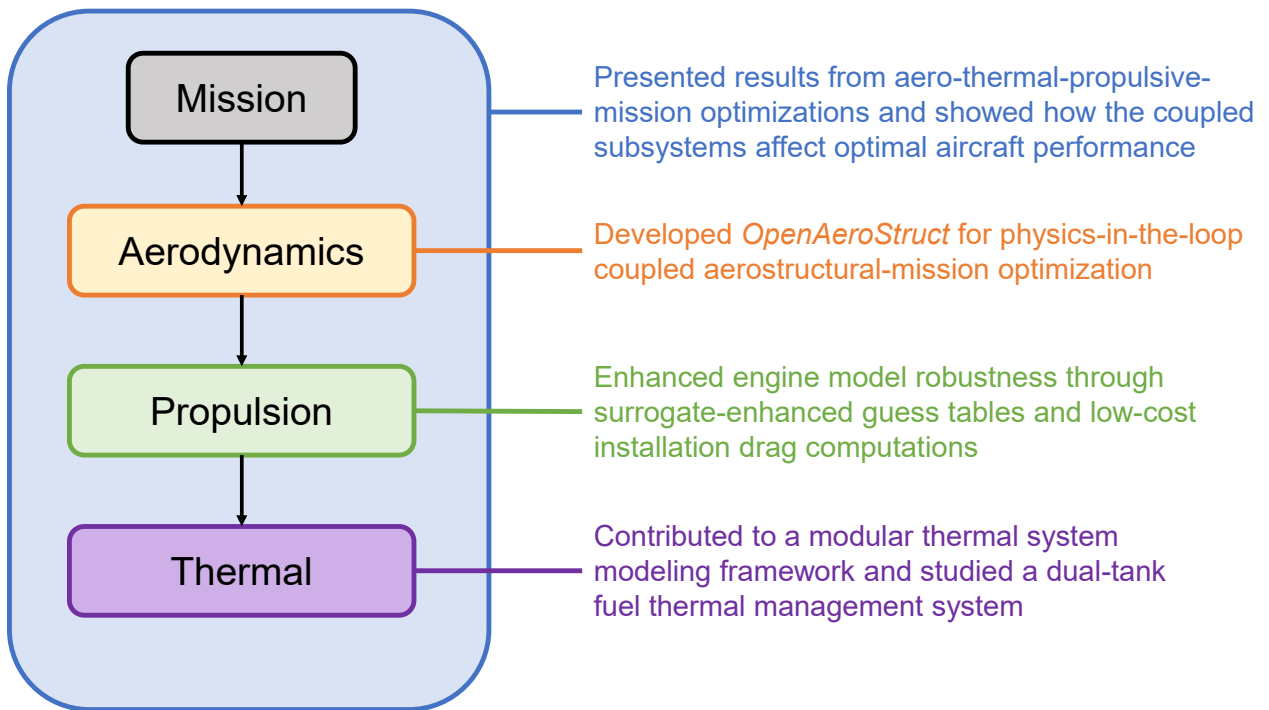 Mission
Presented results from aero-thermal-propulsive-
mission optimizations and showed how the coupled
subsystems affect optimal aircraft performance
Aerodynamics
Developed OpenAeroStruct for physics-in-the-loop
coupled aerostructural-mission optimization
Propulsion
Enhanced engine model robustness through
surrogate-enhanced guess tables and low-cost
installation drag computations
Thermal
Contributed to a modular thermal system
modeling framework and studied a dual-tank
fuel thermal management system